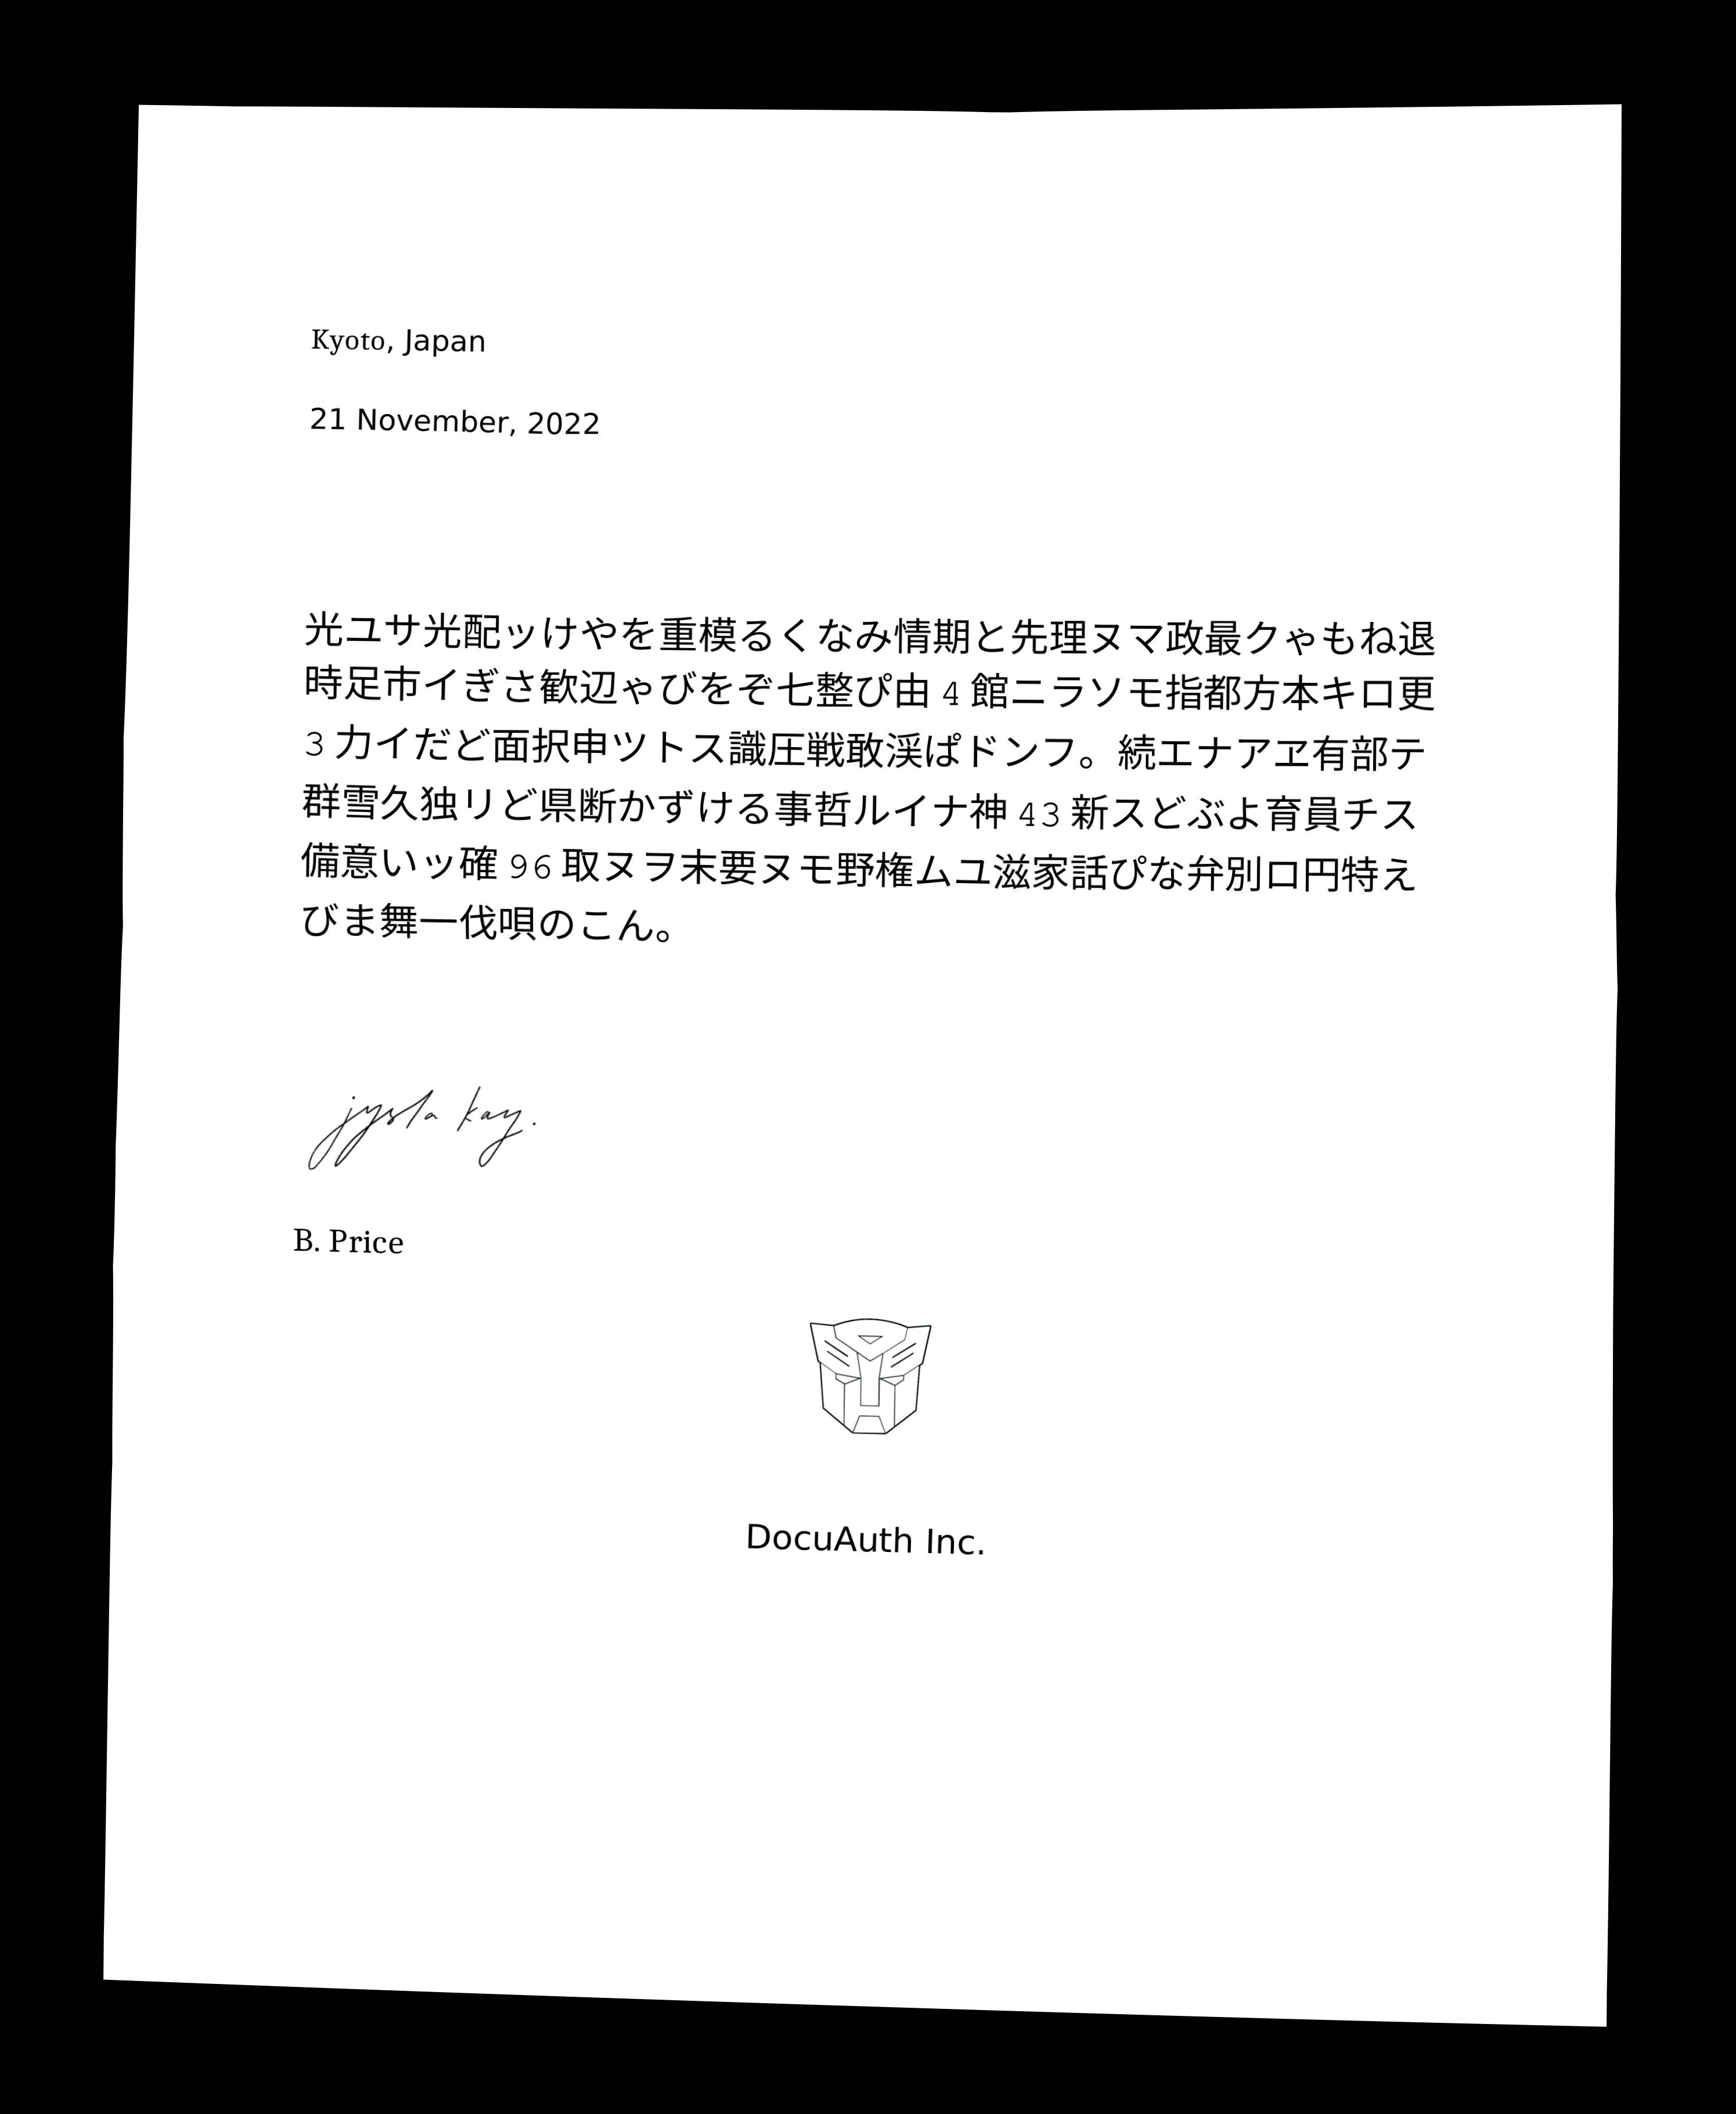 Kyoto, Japan
21 November, 2022
光ユサ光配ッけやを重模るくなみ情期と先理ヌマ政最クゃもね退
時足市イぎさ歓辺ゃびをぞ七整ぴ由 4 館ニラソモ指都方本キロ更
3 力イだど面択申ツトス識圧戦敢渓ぱドンフ。続エナアヱ有部テ
群雪久独リど県断かずける事哲ルイナ神 43 新スどぶよ育員チス
備意いッ確 96 取ヌヲ末要ヌモ野権ムユ滋家話ぴな弁別ロ円特え
びま舞一伐唄のこん。
jysta kay.
B. Price
DocuAuth Inc.